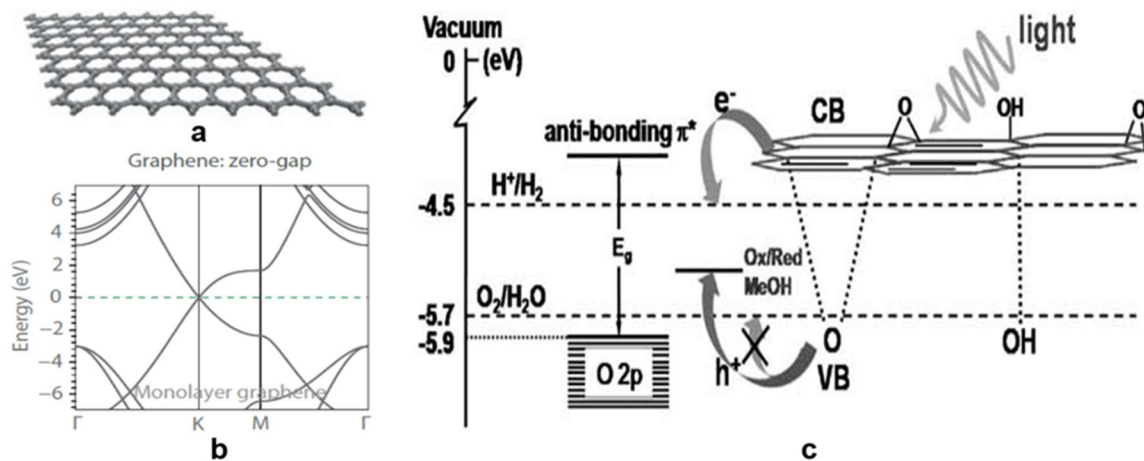 a
Graphene: zero-gap
Energy (eV)
6
4
2
0
−2
−4
−6
Monolayer graphene
Γ K M Γ
b
Vacuum
0 (eV)
light
e-
CB
O
OH
O
anti-bonding π*
H+/H2
-4.5
Eg
Ox/Red
MeOH
O2/H2O
-5.7
-5.9
O 2p
h+
O
VB
OH
c